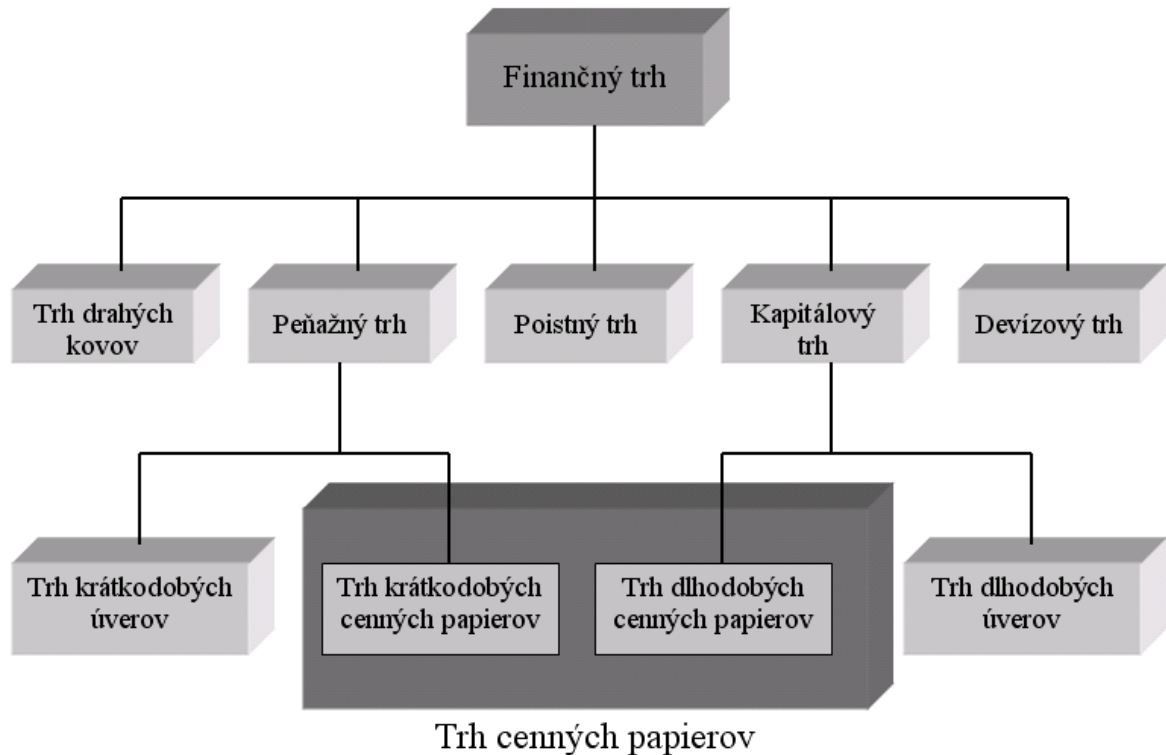 Finančný trh
Trh drahých
kovov
Peňažný trh
Poistný trh
Kapitálový
trh
Devízový trh
Trh krátkodobých
úverov
Trh krátkodobých
cenných papierov
Trh dlhodobých
cenných papierov
Trh dlhodobých
úverov
Trh cenných papierov